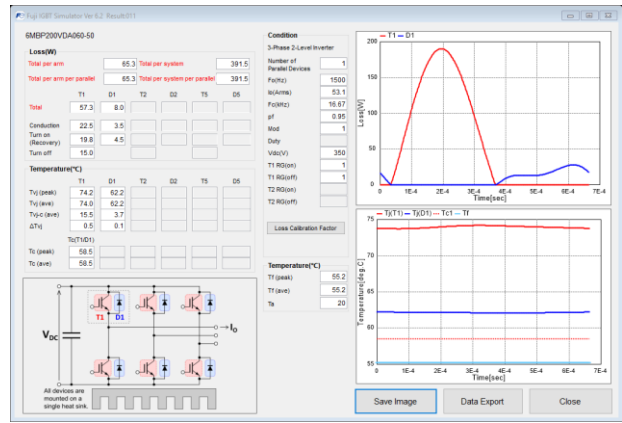 Fuji IGBT Simulator Ver 6.2 Result:011
6MBP200VDA060-50
Loss(W)
Total per arm 65.3 Total per system 391.5
Total per arm per parallel 65.3 Total per system per parallel 391.5
T1 D1 T2 D2 T5 D5
Total 57.3 8.0
Conduction 22.5 3.5
Turn on
(Recovery) 19.8 4.5
Turn off 15.0
Temperature(℃)
T1 D1 T2 D2 T5 D5
Tvj (peak) 74.2 62.2
Tvj (ave) 74.0 62.2
Tvj-c (ave) 15.5 3.7
ΔTvj 0.5 0.1
Tc(T1/D1)
Tc (peak) 58.5
Tc (ave) 58.5
VDC
T1 D1
Io
All devices are
mounted on a
single heat sink.
Condition
3-Phase 2-Level Inverter
Number of
Parallel Devices 1
Fo(Hz) 1500
Io(Arms) 53.1
Fc(kHz) 16.67
pf 0.95
Mod 1
Duty
Vdc(V) 350
T1 RG(on) 1
T1 RG(off) 1
T2 RG(on)
T2 RG(off)
Loss Calibration
Factor
Temperature(℃)
Tf (peak) 55.2
Tf (ave) 55.2
Ta 20
T1 D1
200
150
100
50
0
Loss[W]
0 1E-4 2E-4 3E-4 4E-4 5E-4 6E-4 7E-4
Time[sec]
Tj(T1) Tj(D1) Tc1 Tf
75
70
65
60
55
Temperature[deg.C]
0 1E-4 2E-4 3E-4 4E-4 5E-4 6E-4 7E-4
Time[sec]
Save Image Data Export Close